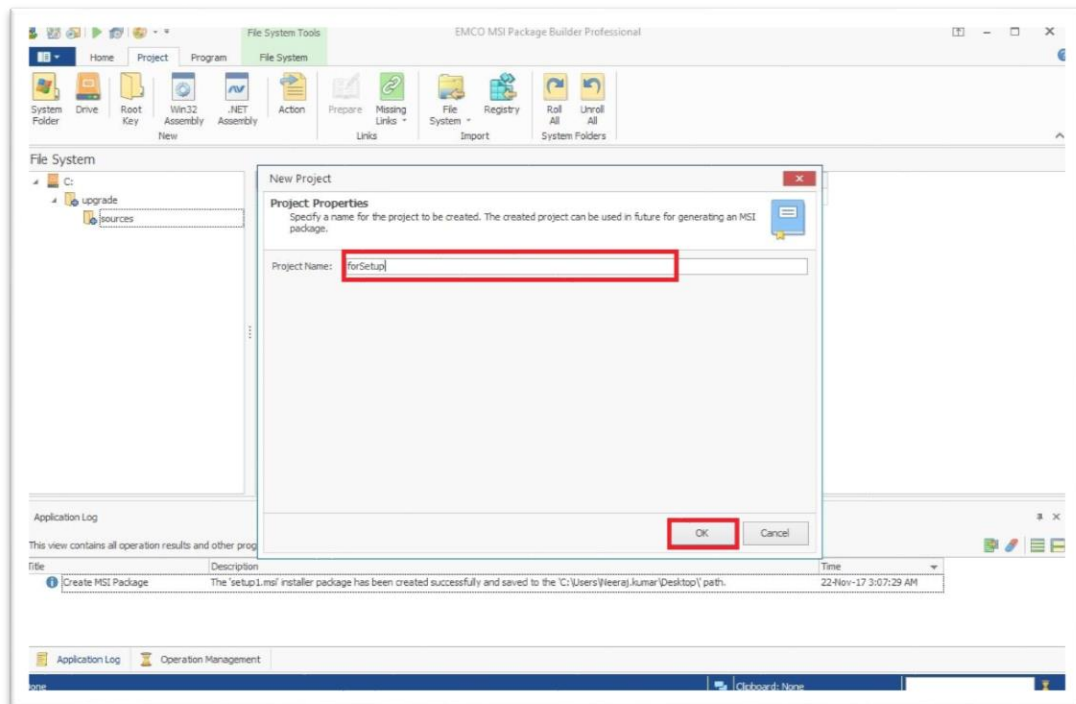 File System Tools
EMCO MSI Package Builder Professional
Home Project Program File System
System Folder
Drive
Root Key
Win32 Assembly
.NET Assembly
Action
Prepare
Missing Links
File System
Registry
Roll All
Unroll All
New
Links
Import
System Folders
File System
C:
upgrade
sources
New Project
Project Properties
Specify a name for the project to be created. The created project can be used in future for generating an MSI
package.
Project Name: forSetup
OK Cancel
Application Log
This view contains all operation results and other prog
Title Description Time
Create MSI Package The 'setup1.msi' installer package has been created successfully and saved to the 'C:\Users\Neeraj.kumar\Desktop\' path. 22-Nov-17 3:07:29 AM
Application Log Operation Management
Clipboard: None